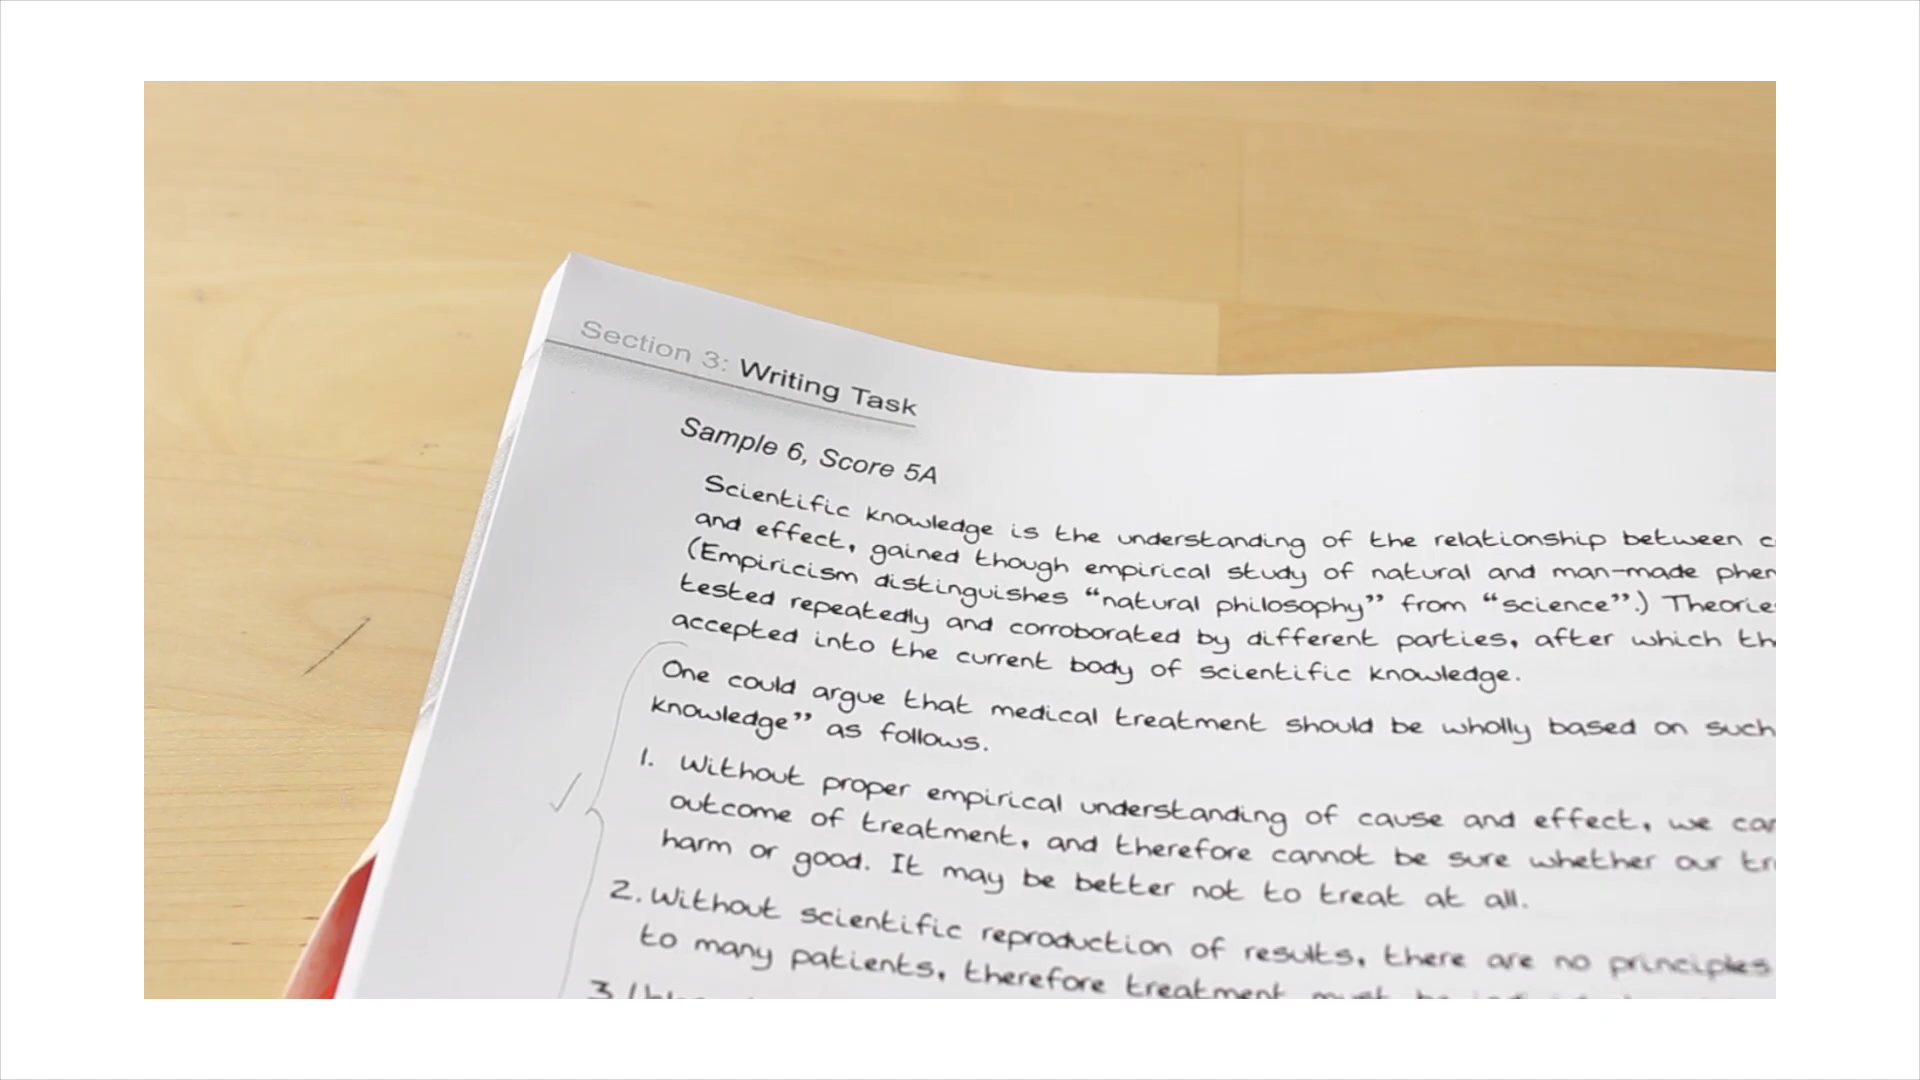 Section 3: Writing Task
Sample 6, Score 5A
Scientific knowledge is the understanding of the relationship between
and effect, gained though empirical study of natural and man-made
(Empiricism distinguishes “natural philosophy” from “science”.)
tested repeatedly and corroborated by different parties, after which
accepted into the current body of scientific knowledge.
One could argue that medical treatment should be wholly based on such
knowledge” as follows.
1. Without proper empirical understanding of cause and effect, we
outcome of treatment, and therefore cannot be sure whether our
harm or good. It may be better not to treat at all.
2. Without scientific reproduction of results, there are no principles
to many patients, therefore treatment must be
3